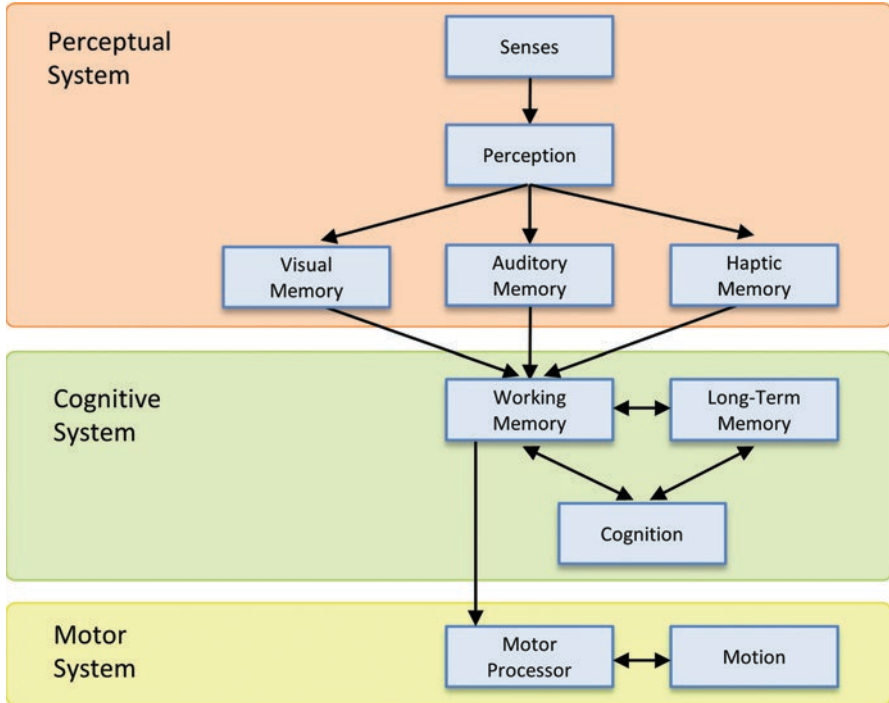 Perceptual
System
Senses
Perception
Visual
Memory
Auditory
Memory
Haptic
Memory
Cognitive
System
Working
Memory
Long-Term
Memory
Cognition
Motor
System
Motor
Processor
Motion